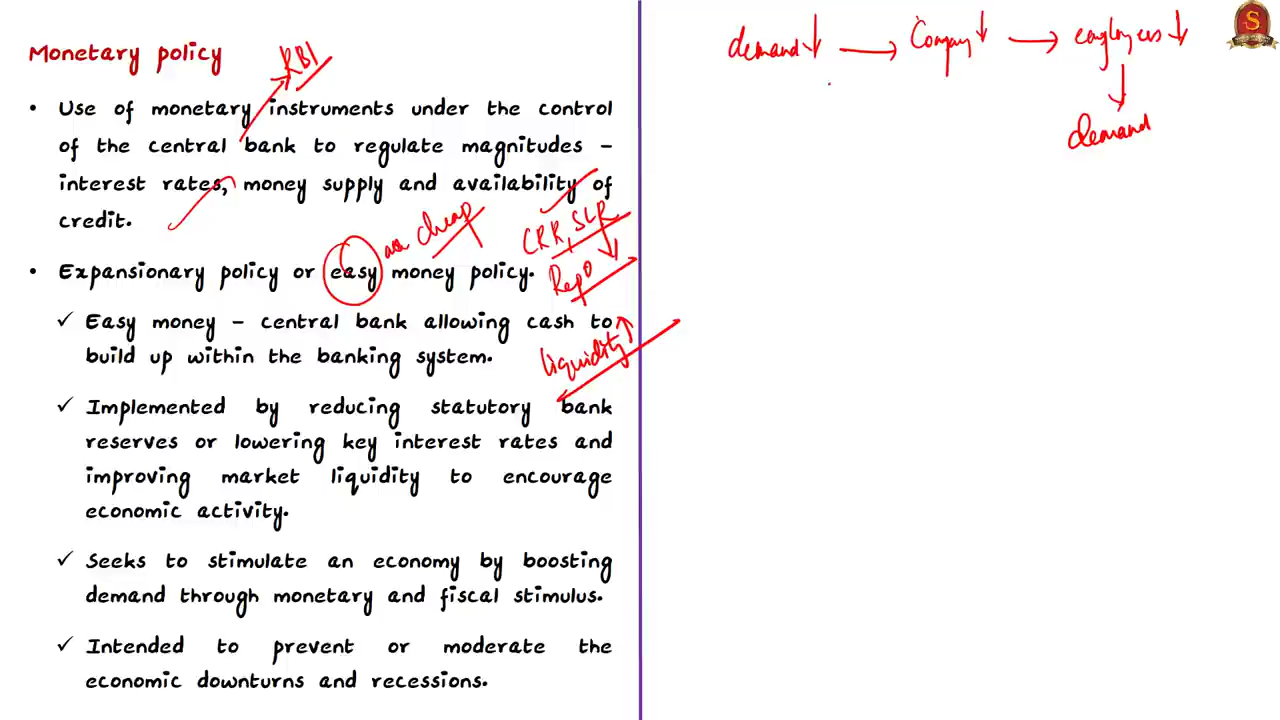 Monetary policy
RBI
• Use of monetary instruments under the control
of the central bank to regulate magnitudes –
interest rates, money supply and availability of
credit.
CRR, SLR ↓
Repo
cheap
• Expansionary policy or easy money policy.
✓ Easy money – central bank allowing cash to
build up within the banking system.
liquidity ↑
✓ Implemented by reducing statutory bank
reserves or lowering key interest rates and
improving market liquidity to encourage
economic activity.
✓ Seeks to stimulate an economy by boosting
demand through monetary and fiscal stimulus.
✓ Intended to prevent or moderate the
economic downturns and recessions.
demand ↓ → Company ↓ → employees ↓
↓
demand
S